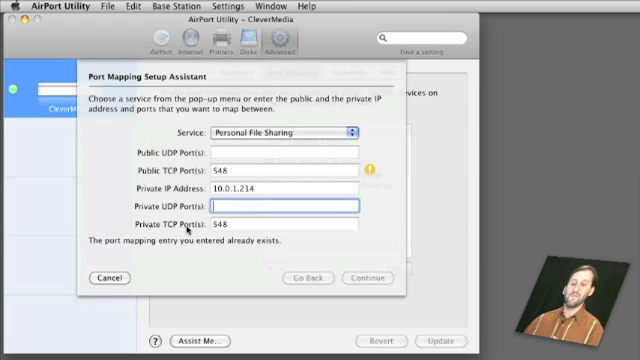 AirPort Utility File Edit Base Station Window Help
AirPort Utility – CleverMedia
AirPort Internet Printers Disks Advanced Find a setting
Port Mapping Setup Assistant
Choose a service from the pop-up menu or enter the public and the private IP
address and ports that you want to map between.
devices on
Service: Personal File Sharing
Public UDP Port(s):
Public TCP Port(s): 548
Private IP Address: 10.0.1.214
Private UDP Port(s):
Private TCP Port(s): 548
The port mapping entry you entered already exists.
Cancel Go Back Continue
? Assist Me... Revert Update